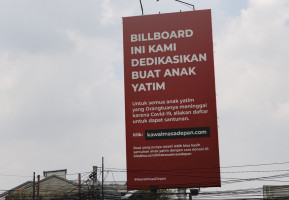 BILLBOARD
INI KAMI
DEDIKASIKAN
BUAT ANAK
YATIM
Untuk semua anak yatim
yang Orangtuanya meninggal
karena Covid-19, silakan daftar
untuk dapat santunan.
Klik: kawalmasadepan.com